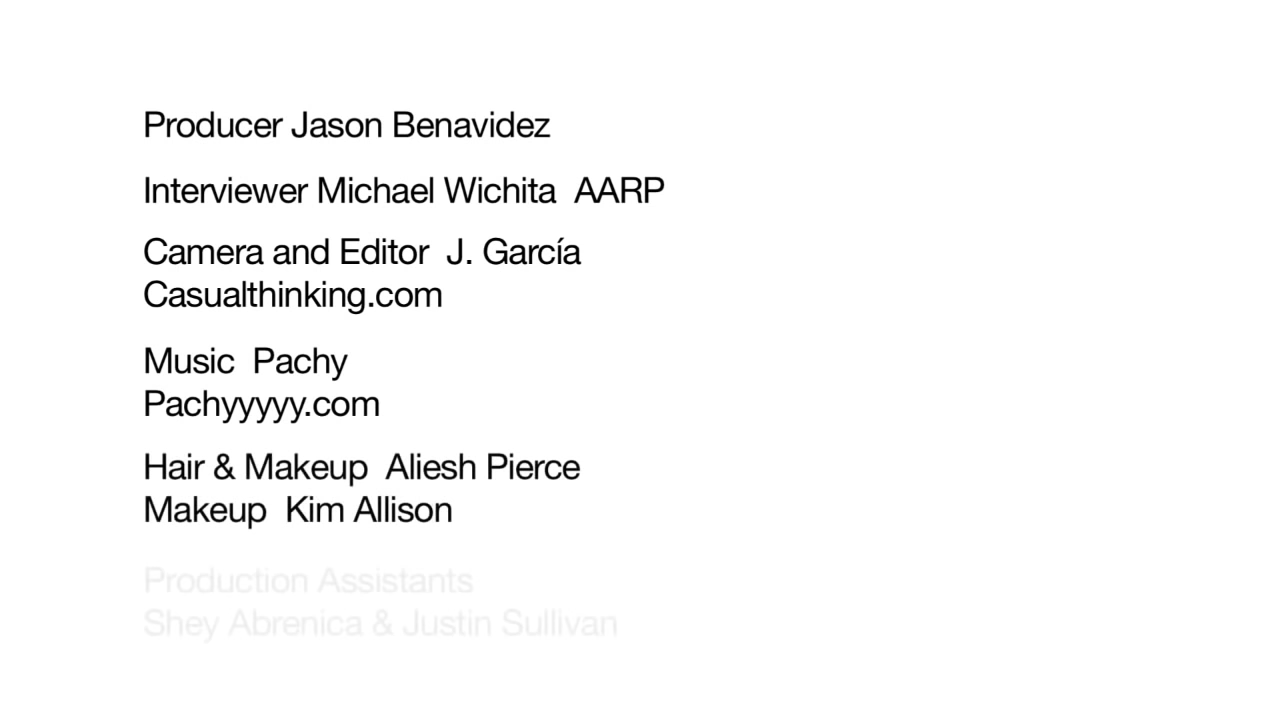 Producer Jason Benavidez
Interviewer Michael Wichita  AARP
Camera and Editor  J. García
Casualthinking.com
Music  Pachy
Pachyyyyy.com
Hair & Makeup  Aliesh Pierce
Makeup  Kim Allison
Production Assistants
Shey Abrenica & Justin Sullivan